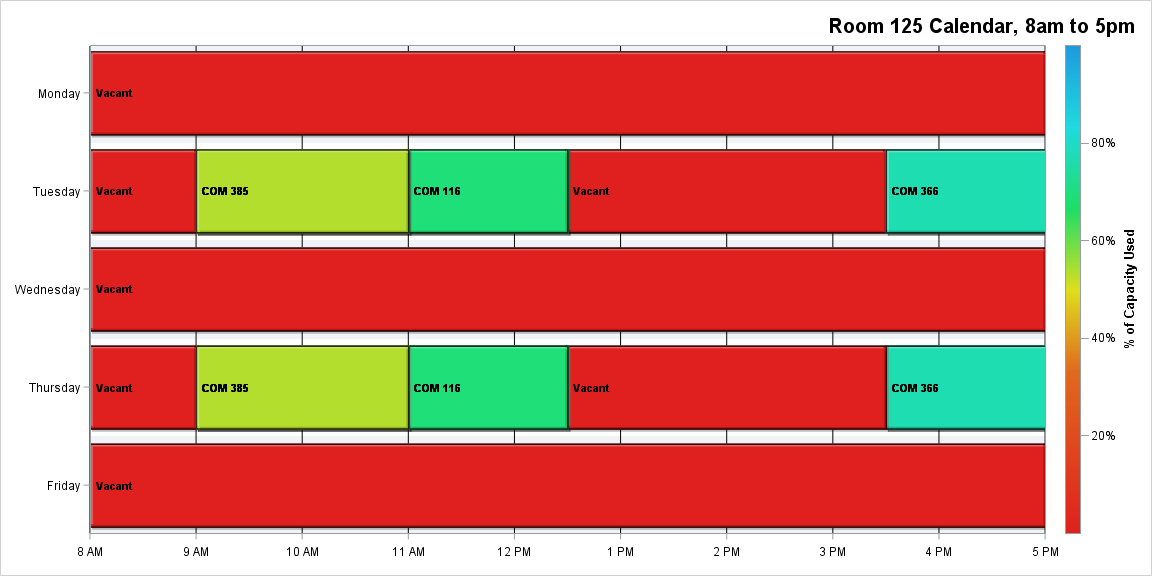 Room 125 Calendar, 8am to 5pm
Monday
Vacant
Tuesday
Vacant
COM 385
COM 116
Vacant
COM 366
Wednesday
Vacant
Thursday
Vacant
COM 385
COM 116
Vacant
COM 366
Friday
Vacant
8 AM
9 AM
10 AM
11 AM
12 PM
1 PM
2 PM
3 PM
4 PM
5 PM
80%
60%
40%
20%
% of Capacity Used